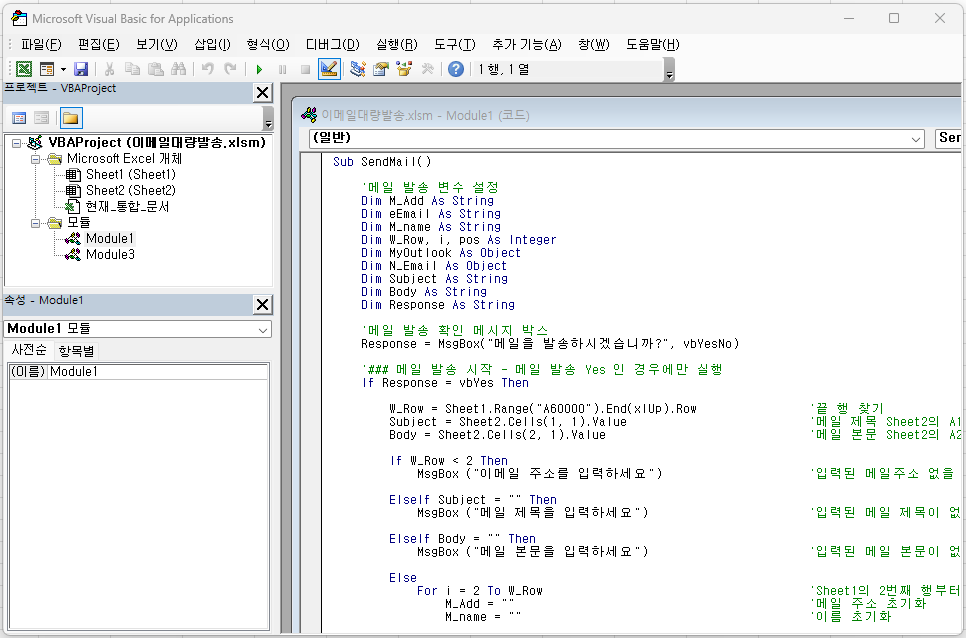 Microsoft Visual Basic for Applications
파일(F) 편집(E) 보기(V) 삽입(I) 형식(O) 디버그(D) 실행(R) 도구(T) 추가 기능(A) 창(W) 도움말(H)
1 행, 1 열
프로젝트 - VBAProject
VBAProject (이메일대량발송.xlsm)
Microsoft Excel 개체
Sheet1 (Sheet1)
Sheet2 (Sheet2)
현재_통합_문서
모듈
Module1
Module3
속성 - Module1
Module1 모듈
사전순 항목별
(이름) Module1
이메일대량발송.xlsm - Module1 (코드)
(일반) Ser
Sub SendMail()
'메일 발송 변수 설정
Dim M_Add As String
Dim eEmail As String
Dim M_name As String
Dim W_Row, i, pos As Integer
Dim MyOutlook As Object
Dim N_Email As Object
Dim Subject As String
Dim Body As String
Dim Response As String
'메일 발송 확인 메시지 박스
Response = MsgBox("메일을 발송하시겠습니까?", vbYesNo)
'### 메일 발송 시작 - 메일 발송 Yes 인 경우에만 실행
If Response = vbYes Then
W_Row = Sheet1.Range("A60000").End(xlUp).Row '끝 행 찾기
Subject = Sheet2.Cells(1, 1).Value '메일 제목 Sheet2의 A1
Body = Sheet2.Cells(2, 1).Value '메일 본문 Sheet2의 A2
If W_Row < 2 Then
MsgBox ("이메일 주소를 입력하세요") '입력된 메일주소 없을
ElseIf Subject = "" Then
MsgBox ("메일 제목을 입력하세요") '입력된 메일 제목이 없
ElseIf Body = "" Then
MsgBox ("메일 본문을 입력하세요") '입력된 메일 본문이 없
Else
For i = 2 To W_Row 'Sheet1의 2번째 행부터
M_Add = "" '메일 주소 초기화
M_name = "" '이름 초기화